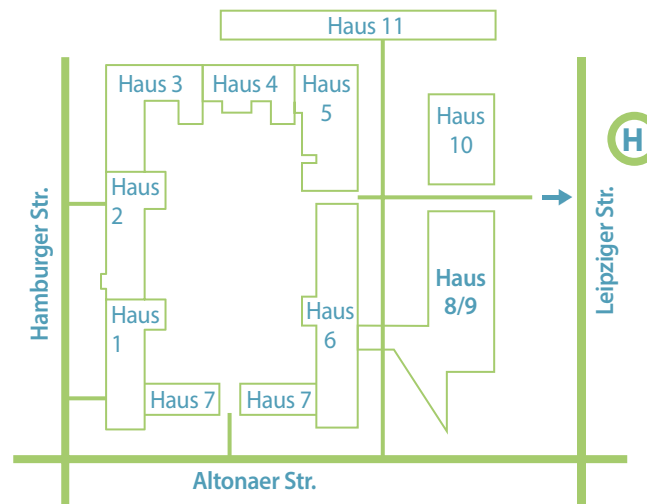 Haus 11
Haus 3
Haus 4
Haus
5
Haus
10
H
Haus
2
Hamburger Str.
Leipziger Str.
Haus
8/9
Haus
1
Haus
6
Haus 7
Haus 7
Altonaer Str.